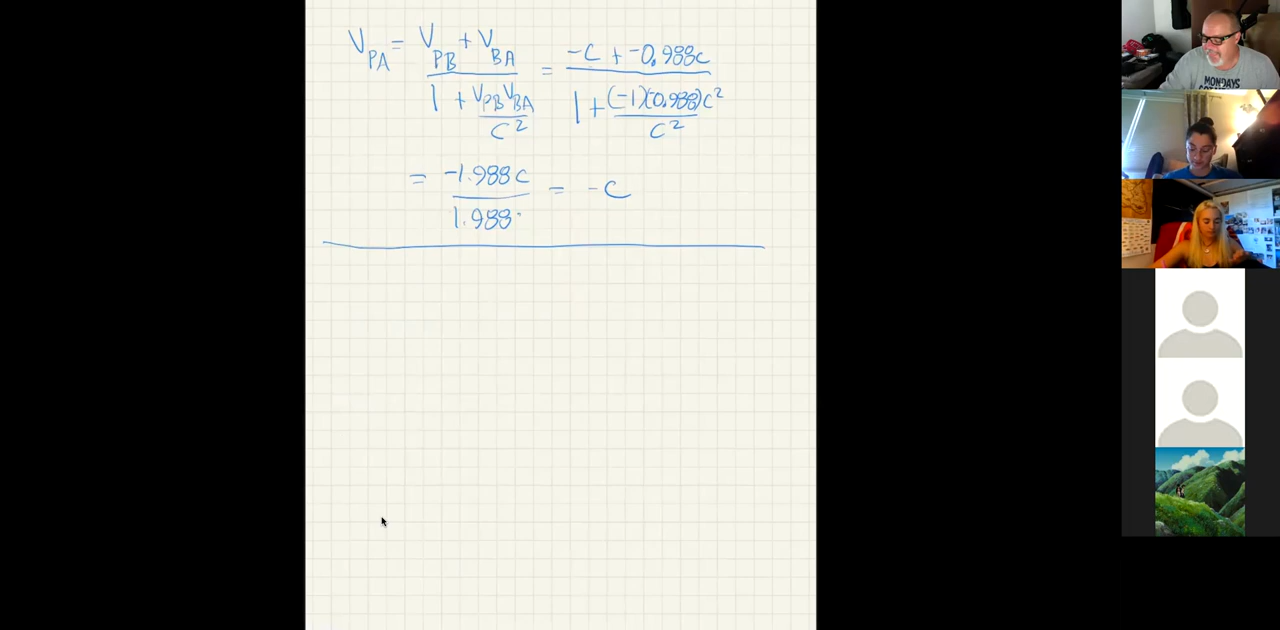 V_PA = (V_PB + V_BA) / (1 + V_PB V_BA / c²) = (-c + -0.988c) / (1 + (-1)(-0.988)c² / c²)
= -1.988c / 1.988 = -c
MONDAYS